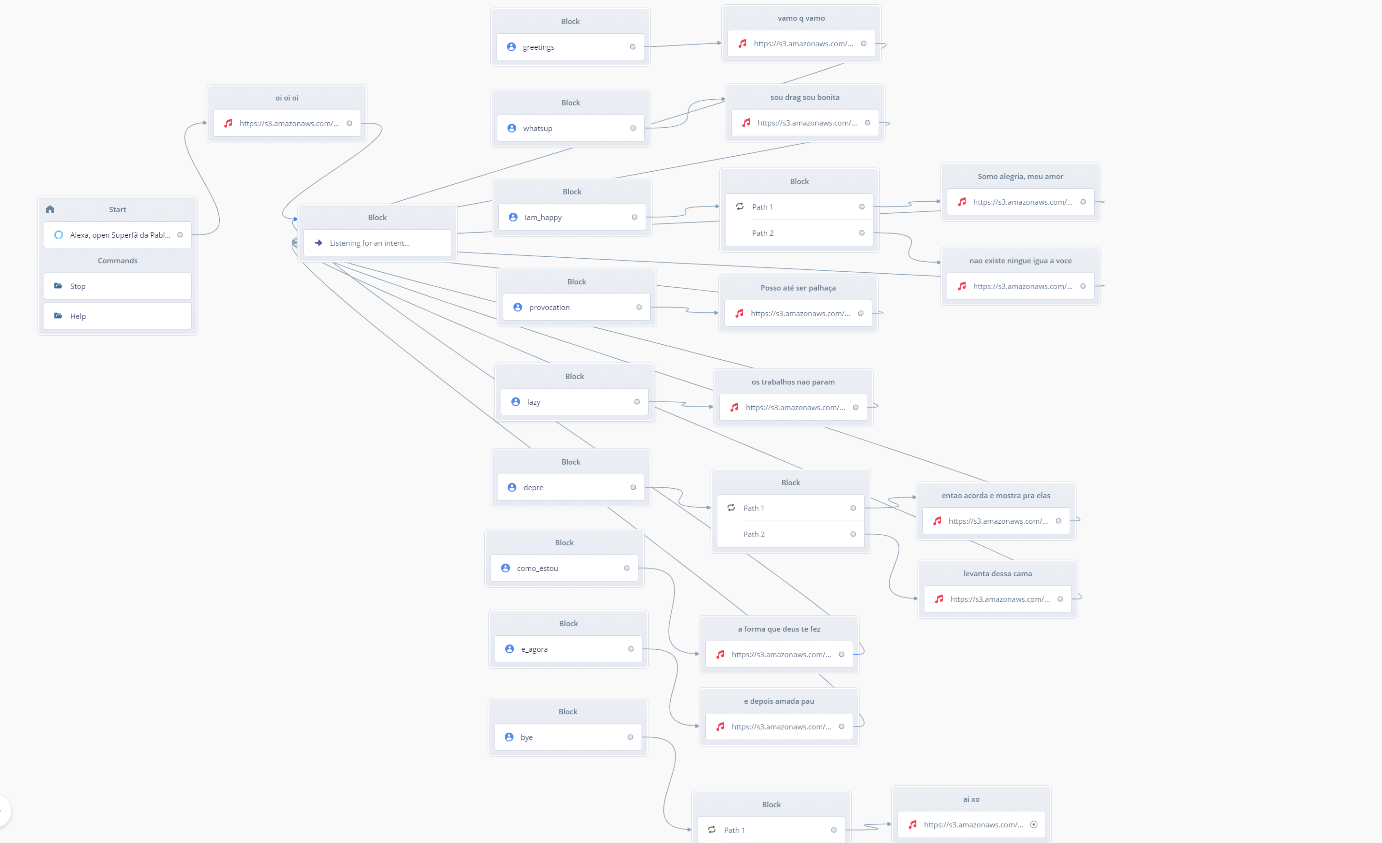 Block
greetings
vamo q vamo
https://s3.amazonaws.com/...
oi oi oi
https://s3.amazonaws.com/...
Block
whatsup
sou drag sou bonita
https://s3.amazonaws.com/...
Start
Alexa, open Superfã da Pabl...
Commands
Stop
Help
Block
Listening for an intent...
Block
iam_happy
Block
Path 1
Path 2
Somo alegria, meu amor
https://s3.amazonaws.com/...
nao existe ningue igua a voce
https://s3.amazonaws.com/...
Block
provocation
Posso até ser palhaça
https://s3.amazonaws.com/...
Block
lazy
os trabalhos nao param
https://s3.amazonaws.com/...
Block
depre
Block
Path 1
Path 2
entao acorda e mostra pra elas
https://s3.amazonaws.com/...
levanta dessa cama
https://s3.amazonaws.com/...
Block
como_estou
a forma que deus te fez
https://s3.amazonaws.com/...
Block
e_agora
e depois amada pau
https://s3.amazonaws.com/...
Block
bye
Block
Path 1
ai xo
https://s3.amazonaws.com/...